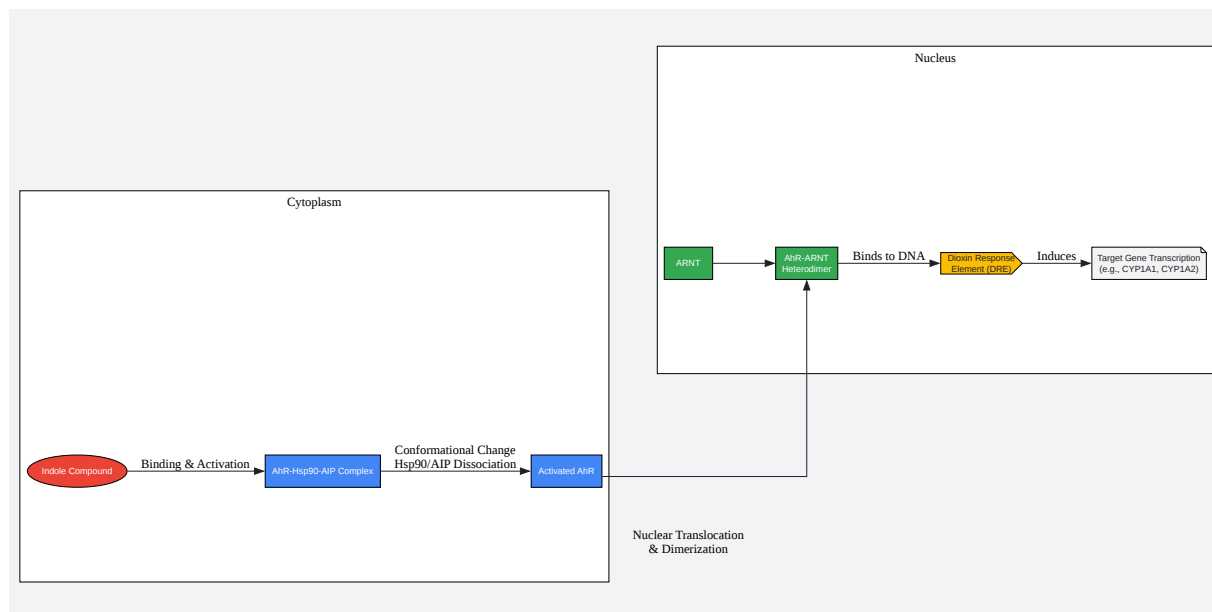 Nucleus
Cytoplasm
ARNT
AhR-ARNT
Heterodimer
Binds to DNA
Dioxin Response
Element (DRE)
Induces
Target Gene Transcription
(e.g., CYP1A1, CYP1A2)
Indole Compound
Binding & Activation
AhR-Hsp90-AIP Complex
Conformational Change
Hsp90/AIP Dissociation
Activated AhR
Nuclear Translocation
& Dimerization